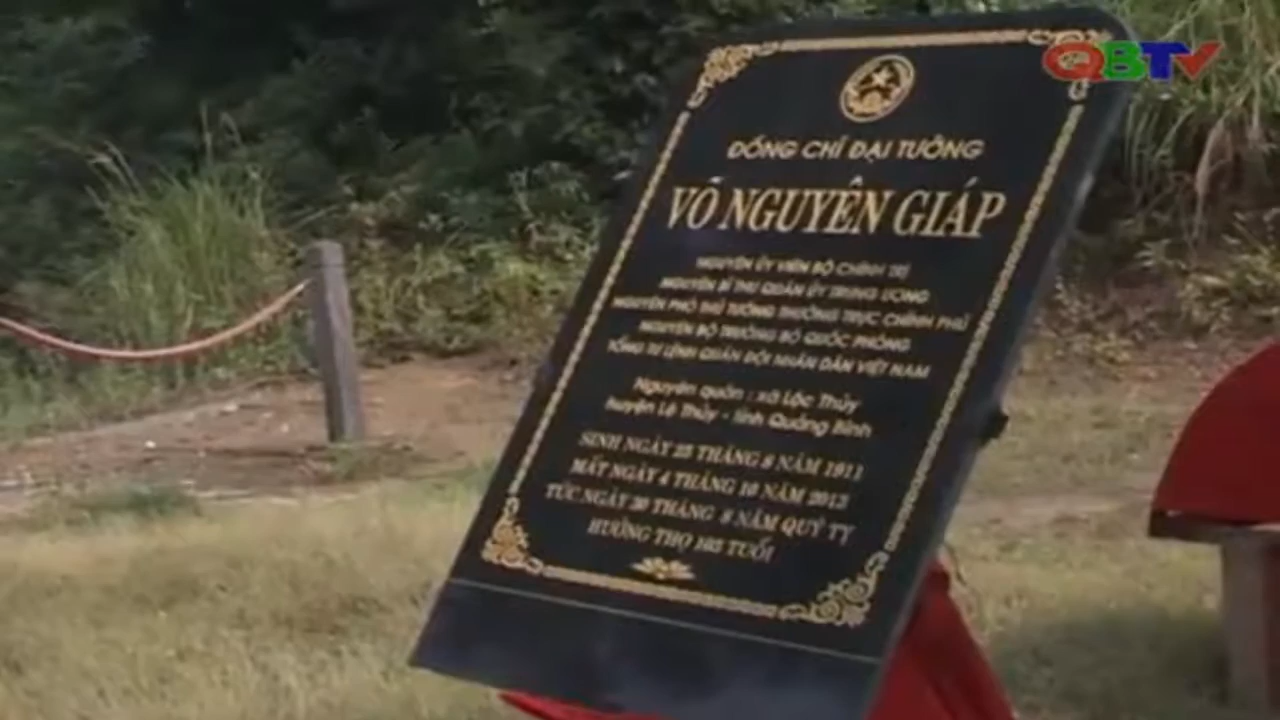 QBTV
ĐỒNG CHÍ ĐẠI TƯỚNG
VÕ NGUYÊN GIÁP
NGUYÊN ỦY VIÊN BỘ CHÍNH TRỊ
NGUYÊN BÍ THƯ QUÂN ỦY TRUNG ƯƠNG
NGUYÊN PHÓ THỦ TƯỚNG THƯỜNG TRỰC CHÍNH PHỦ
NGUYÊN BỘ TRƯỞNG BỘ QUỐC PHÒNG
TỔNG TƯ LỆNH QUÂN ĐỘI NHÂN DÂN VIỆT NAM
Nguyên quán : xã Lộc Thủy
huyện Lệ Thủy - tỉnh Quảng Bình
SINH NGÀY 25 THÁNG 8 NĂM 1911
MẤT NGÀY 4 THÁNG 10 NĂM 2013
TỨC NGÀY 30 THÁNG 8 NĂM QUÝ TỴ
HƯỞNG THỌ 103 TUỔI